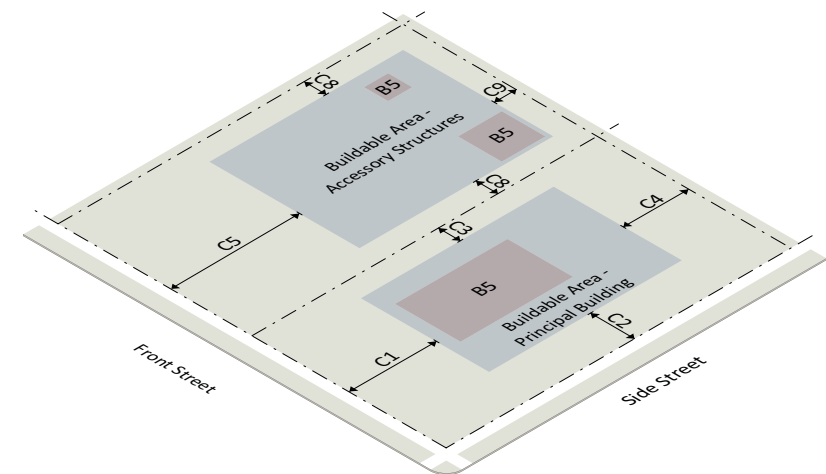 C8
B5
C9
Buildable Area -
Accessory Structures
B5
C8
C4
C5
C3
B5
Buildable Area -
Principal Building
C2
C1
Front Street
Side Street